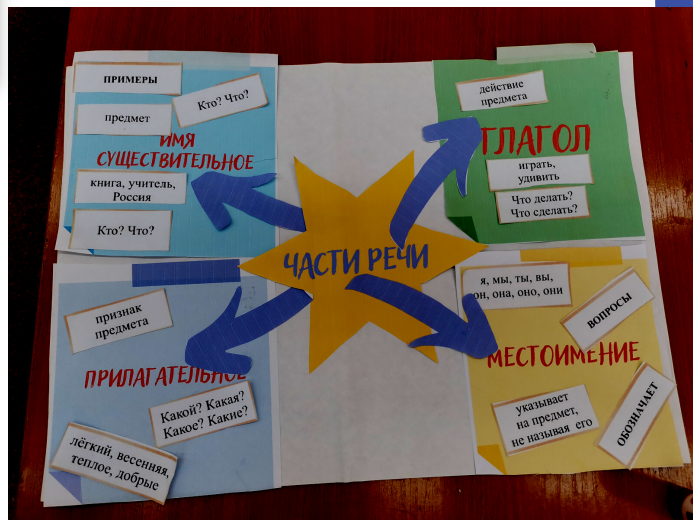 ПРИМЕРЫ
Кто? Что?
предмет
ИМЯ
СУЩЕСТВИТЕЛЬНОЕ
книга, учитель,
Россия
Кто? Что?
действие
предмета
ГЛАГОЛ
играть,
удивить
Что делать?
Что сделать?
ЧАСТИ РЕЧИ
признак
предмета
ПРИЛАГАТЕЛЬНОЕ
Какой? Какая?
Какое? Какие?
лёгкий, весенняя,
теплое, добрые
я, мы, ты, вы,
он, она, оно, они
ВОПРОСЫ
МЕСТОИМЕНИЕ
указывает
на предмет,
не называя его
ОБОЗНАЧАЕТ